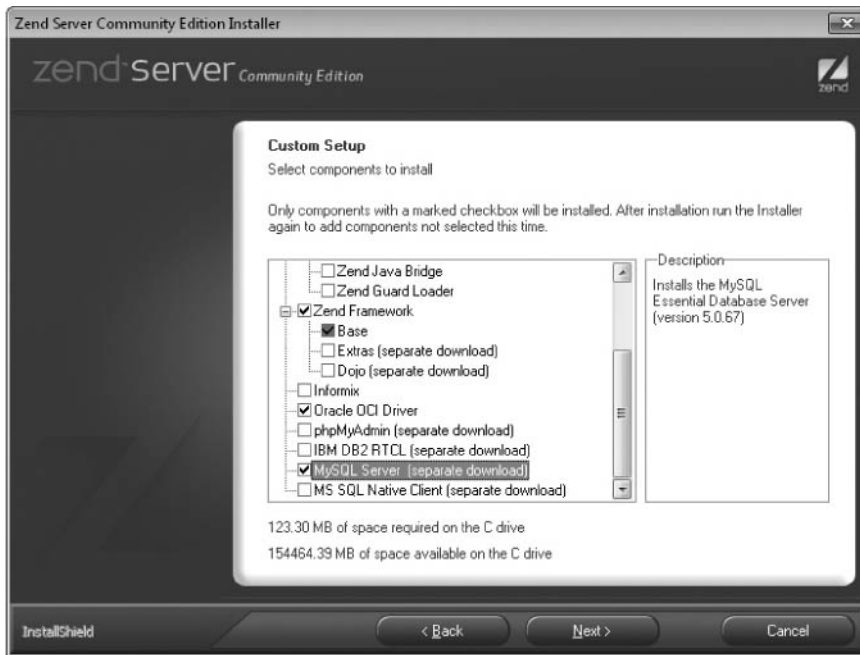 Zend Server Community Edition Installer
zend Server Community Edition
zend
Custom Setup
Select components to install
Only components with a marked checkbox will be installed. After installation run the Installer
again to add components not selected this time.
Zend Java Bridge
Zend Guard Loader
Zend Framework
Base
Extras (separate download)
Dojo (separate download)
Informix
Oracle OCI Driver
phpMyAdmin (separate download)
IBM DB2 RTCL (separate download)
MySQL Server (separate download)
MS SQL Native Client (separate download)
Description
Installs the MySQL
Essential Database Server
(version 5.0.67)
123.30 MB of space required on the C drive
154464.39 MB of space available on the C drive
InstallShield
< Back
Next >
Cancel